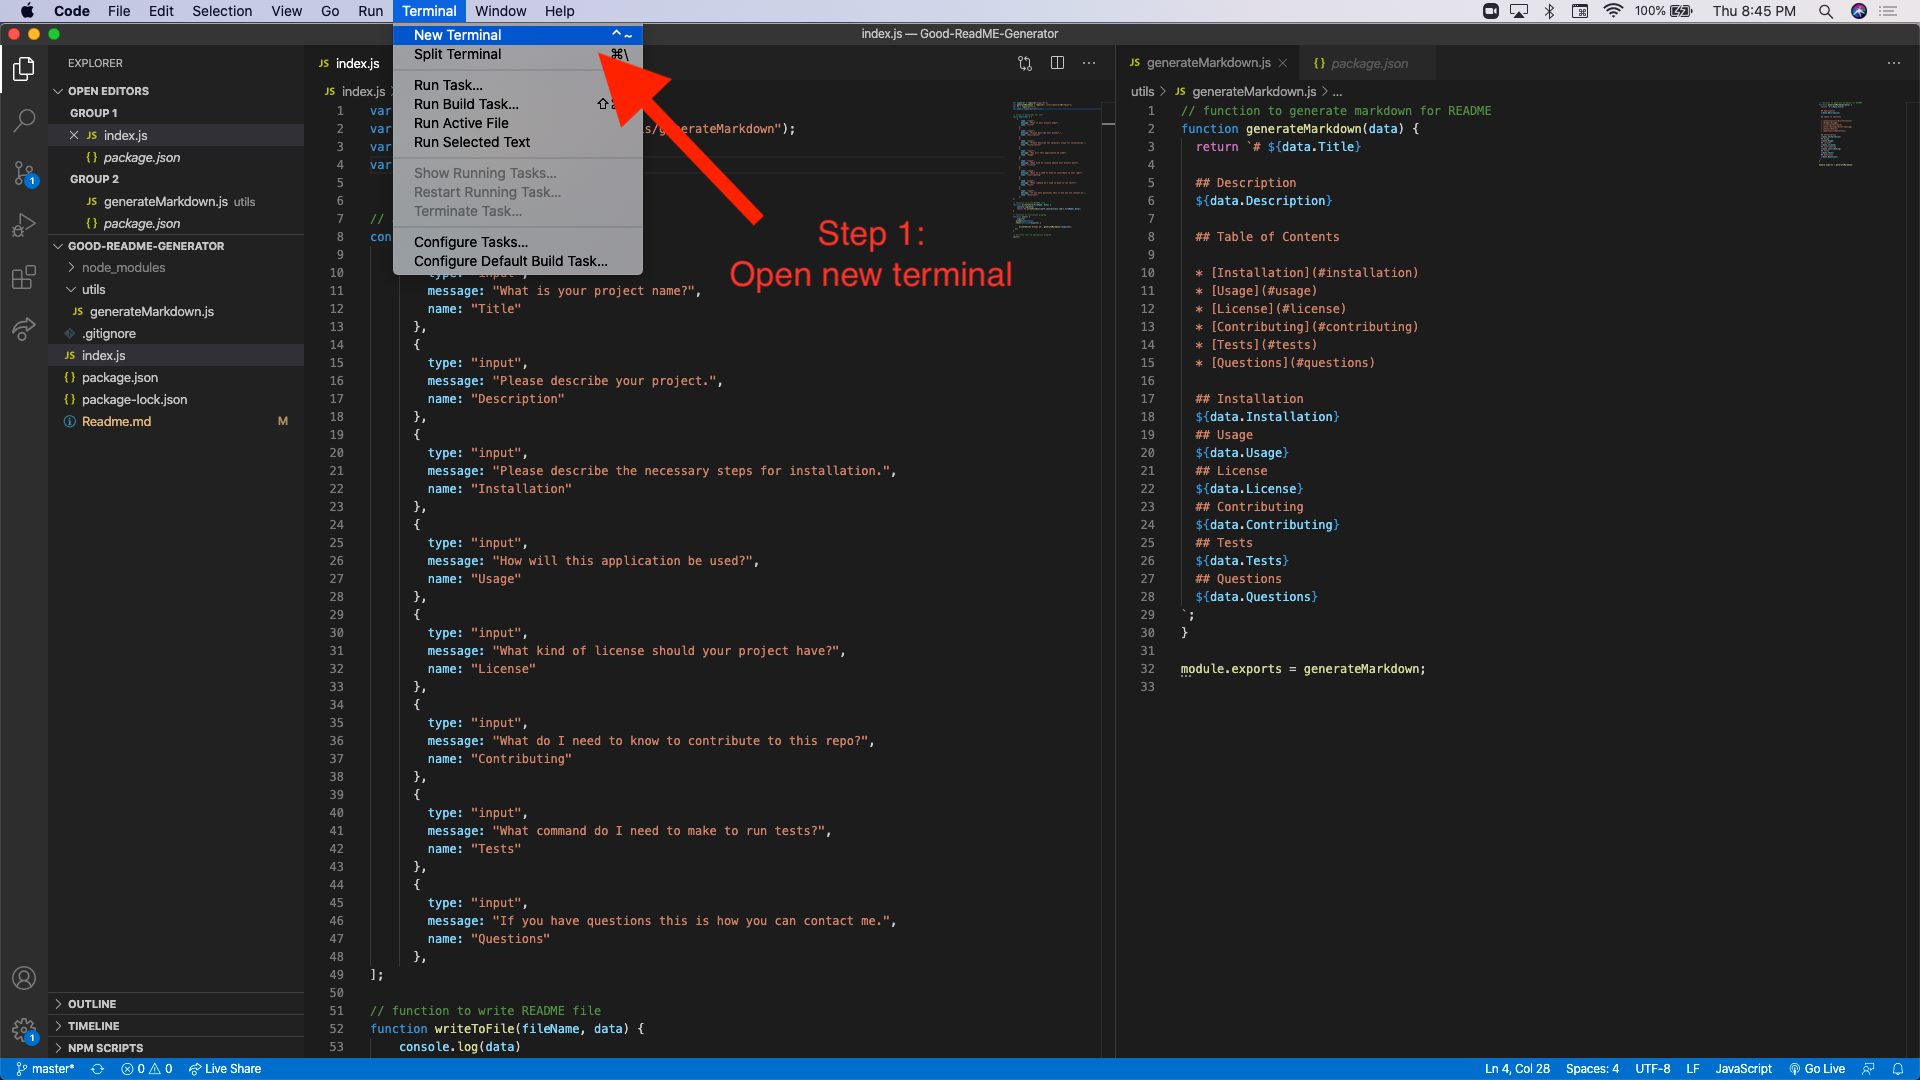 Code File Edit Selection View Go Run Terminal Window Help 100% Thu 8:45 PM
index.js — Good-ReadME-Generator
New Terminal ⌃ ~
Split Terminal ⌘\
Run Task...
Run Build Task... ⇧
Run Active File
Run Selected Text
Show Running Tasks...
Restart Running Task...
Terminate Task...
Configure Tasks...
Configure Default Build Task...
Step 1:
Open new terminal
EXPLORER
OPEN EDITORS
GROUP 1
JS index.js
{} package.json
GROUP 2
JS generateMarkdown.js utils
{} package.json
GOOD-README-GENERATOR
node_modules
utils
JS generateMarkdown.js
.gitignore
JS index.js
{} package.json
{} package-lock.json
Readme.md M
OUTLINE
TIMELINE
NPM SCRIPTS
1
1
JS index.js
JS index.js
1 var
2 var s/generateMarkdown");
3 var
4 var
5
6
7 //
8 con
9
10 type: "input",
11 message: "What is your project name?",
12 name: "Title"
13 },
14 {
15 type: "input",
16 message: "Please describe your project.",
17 name: "Description"
18 },
19 {
20 type: "input",
21 message: "Please describe the necessary steps for installation.",
22 name: "Installation"
23 },
24 {
25 type: "input",
26 message: "How will this application be used?",
27 name: "Usage"
28 },
29 {
30 type: "input",
31 message: "What kind of license should your project have?",
32 name: "License"
33 },
34 {
35 type: "input",
36 message: "What do I need to know to contribute to this repo?",
37 name: "Contributing"
38 },
39 {
40 type: "input",
41 message: "What command do I need to make to run tests?",
42 name: "Tests"
43 },
44 {
45 type: "input",
46 message: "If you have questions this is how you can contact me.",
47 name: "Questions"
48 },
49 ];
50
51 // function to write README file
52 function writeToFile(fileName, data) {
53 console.log(data)
JS generateMarkdown.js {} package.json
utils > JS generateMarkdown.js > ...
1 // function to generate markdown for README
2 function generateMarkdown(data) {
3 return `# ${data.Title}
4
5 ## Description
6 ${data.Description}
7
8 ## Table of Contents
9
10 * [Installation](#installation)
11 * [Usage](#usage)
12 * [License](#license)
13 * [Contributing](#contributing)
14 * [Tests](#tests)
15 * [Questions](#questions)
16
17 ## Installation
18 ${data.Installation}
19 ## Usage
20 ${data.Usage}
21 ## License
22 ${data.License}
23 ## Contributing
24 ${data.Contributing}
25 ## Tests
26 ${data.Tests}
27 ## Questions
28 ${data.Questions}
29 `;
30 }
31
32 module.exports = generateMarkdown;
33
master* 0 0 Live Share Ln 4, Col 28 Spaces: 4 UTF-8 LF JavaScript Go Live